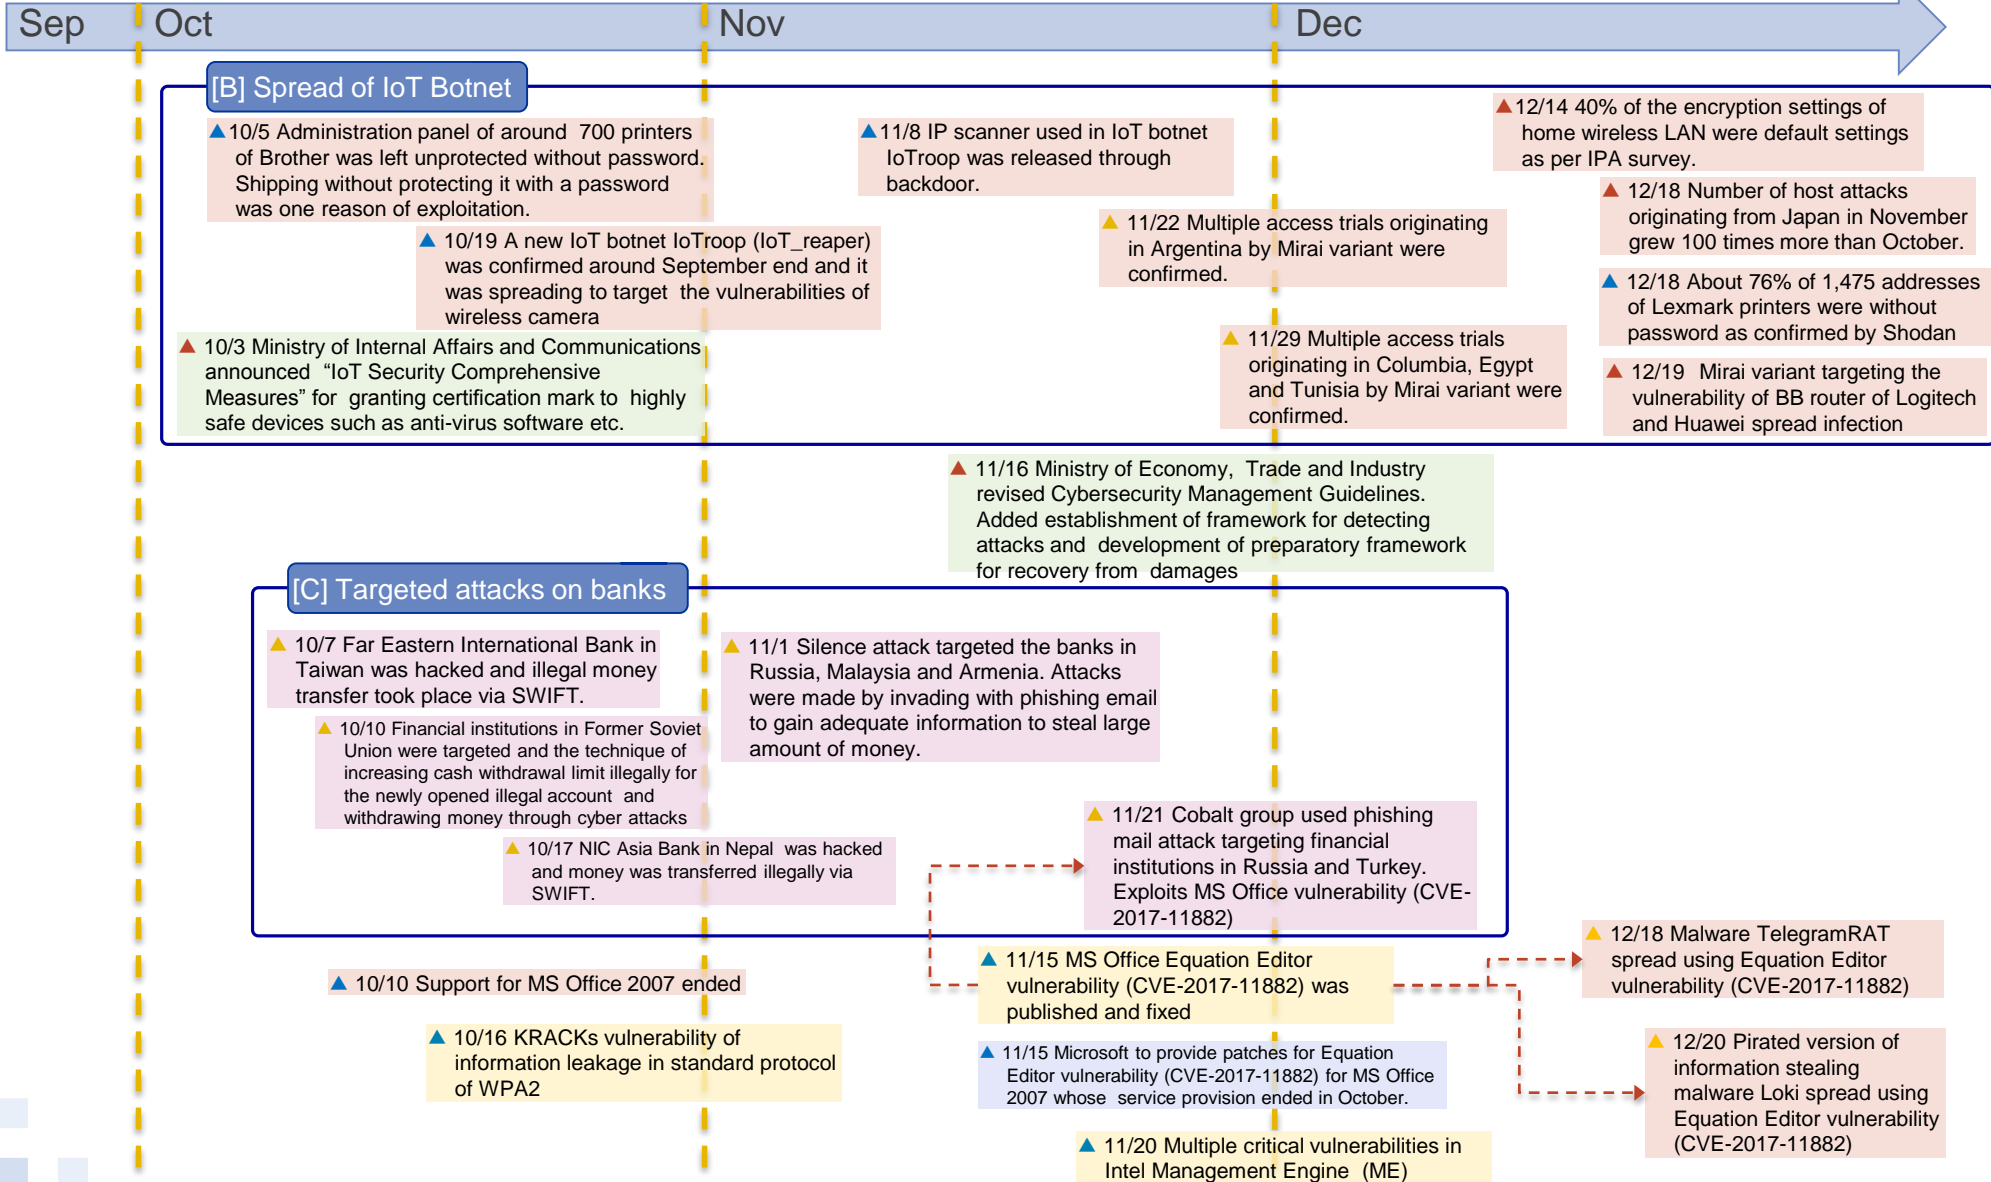 Sep
Oct
Nov
Dec
[B] Spread of IoT Botnet
10/5 Administration panel of around 700 printers
of Brother was left unprotected without password.
Shipping without protecting it with a password
was one reason of exploitation.
10/19 A new IoT botnet IoTroop (IoT_reaper)
was confirmed around September end and it
was spreading to target the vulnerabilities of
wireless camera
10/3 Ministry of Internal Affairs and Communications
announced “IoT Security Comprehensive
Measures” for granting certification mark to highly
safe devices such as anti-virus software etc.
11/8 IP scanner used in IoT botnet
IoTroop was released through
backdoor.
11/22 Multiple access trials originating
in Argentina by Mirai variant were
confirmed.
11/29 Multiple access trials
originating in Columbia, Egypt
and Tunisia by Mirai variant were
confirmed.
12/14 40% of the encryption settings of
home wireless LAN were default settings
as per IPA survey.
12/18 Number of host attacks
originating from Japan in November
grew 100 times more than October.
12/18 About 76% of 1,475 addresses
of Lexmark printers were without
password as confirmed by Shodan
12/19 Mirai variant targeting the
vulnerability of BB router of Logitech
and Huawei spread infection
11/16 Ministry of Economy, Trade and Industry
revised Cybersecurity Management Guidelines.
Added establishment of framework for detecting
attacks and development of preparatory framework
for recovery from damages
[C] Targeted attacks on banks
10/7 Far Eastern International Bank in
Taiwan was hacked and illegal money
transfer took place via SWIFT.
10/10 Financial institutions in Former Soviet
Union were targeted and the technique of
increasing cash withdrawal limit illegally for
the newly opened illegal account and
withdrawing money through cyber attacks
10/17 NIC Asia Bank in Nepal was hacked
and money was transferred illegally via
SWIFT.
11/1 Silence attack targeted the banks in
Russia, Malaysia and Armenia. Attacks
were made by invading with phishing email
to gain adequate information to steal large
amount of money.
11/21 Cobalt group used phishing
mail attack targeting financial
institutions in Russia and Turkey.
Exploits MS Office vulnerability (CVE-
2017-11882)
10/10 Support for MS Office 2007 ended
10/16 KRACKs vulnerability of
information leakage in standard protocol
of WPA2
11/15 MS Office Equation Editor
vulnerability (CVE-2017-11882) was
published and fixed
11/15 Microsoft to provide patches for Equation
Editor vulnerability (CVE-2017-11882) for MS Office
2007 whose service provision ended in October.
11/20 Multiple critical vulnerabilities in
Intel Management Engine (ME)
12/18 Malware TelegramRAT
spread using Equation Editor
vulnerability (CVE-2017-11882)
12/20 Pirated version of
information stealing
malware Loki spread using
Equation Editor vulnerability
(CVE-2017-11882)